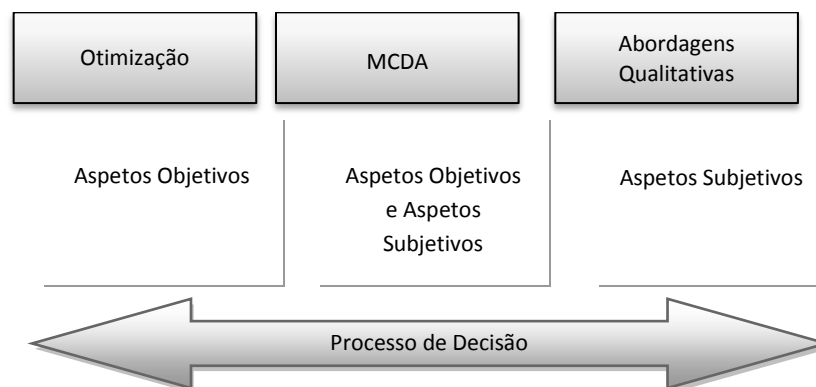 Otimização
MCDA
Abordagens
Qualitativas
Aspetos Objetivos
Aspetos Objetivos
e Aspetos
Subjetivos
Aspetos Subjetivos
Processo de Decisão